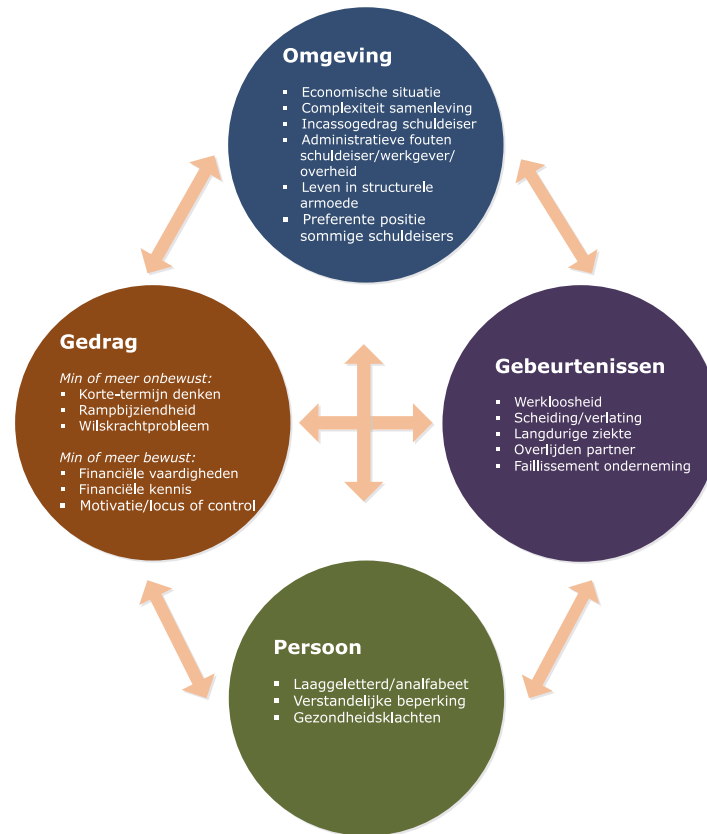 Omgeving
▪ Economische situatie
▪ Complexiteit samenleving
▪ Incassogedrag schuldeiser
▪ Administratieve fouten
schuldeiser/werkgever/
overheid
▪ Leven in structurele
armoede
▪ Preferente positie
sommige schuldeisers
Gedrag
Min of meer onbewust:
▪ Korte-termijn denken
▪ Rampbijziendheid
▪ Wilskrachtprobleem
Min of meer bewust:
▪ Financiële vaardigheden
▪ Financiële kennis
▪ Motivatie/locus of control
Gebeurtenissen
▪ Werkloosheid
▪ Scheiding/verlating
▪ Langdurige ziekte
▪ Overlijden partner
▪ Faillissement onderneming
Persoon
▪ Laaggeletterd/analfabeet
▪ Verstandelijke beperking
▪ Gezondheidsklachten